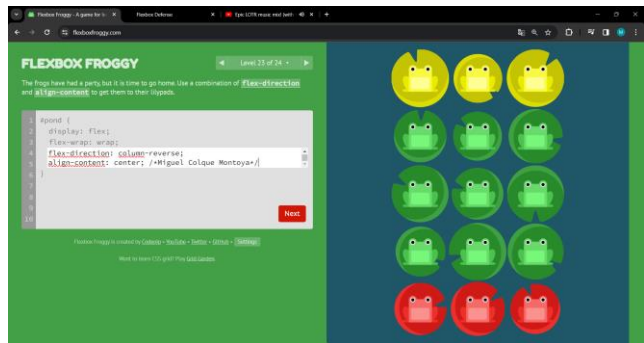 Flexbox Froggy - A game for le
Flexbox Defense
Epic LOTR music mix! (with
flexboxfroggy.com
FLEXBOX FROGGY
Level 23 of 24
The frogs have had a party, but it is time to go home. Use a combination of flex-direction
and align-content to get them to their lilypads.
1 #pond {
2 display: flex;
3 flex-wrap: wrap;
4 flex-direction: column-reverse;
5 align-content: center; /*Miguel Colque Montoya*/
6 }
7
8
9
10
Next
Flexbox Froggy is created by Codepip • YouTube • Twitter • GitHub • Settings
Want to learn CSS grid? Play Grid Garden.